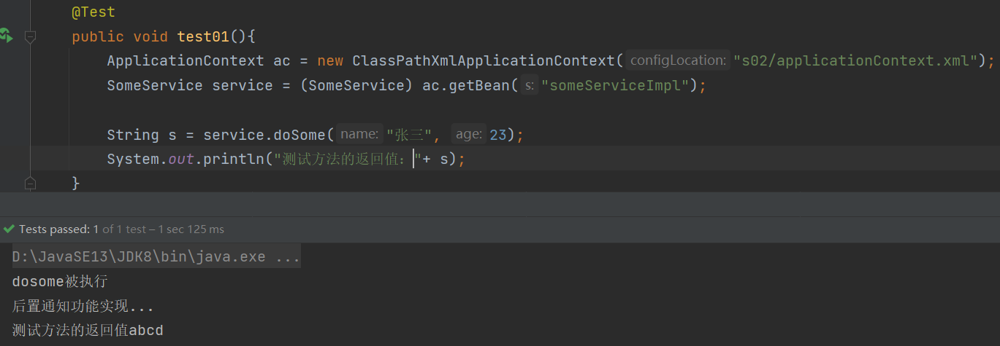 @Test
public void test01(){
ApplicationContext ac = new ClassPathXmlApplicationContext( configLocation: "s02/applicationContext.xml");
SomeService service = (SomeService) ac.getBean( s: "someServiceImpl");
String s = service.doSome( name: "张三", age: 23);
System.out.println("测试方法的返回值："+ s);
}
Tests passed: 1 of 1 test – 1 sec 125 ms
D:\JavaSE13\JDK8\bin\java.exe ...
dosome被执行
后置通知功能实现...
测试方法的返回值abcd